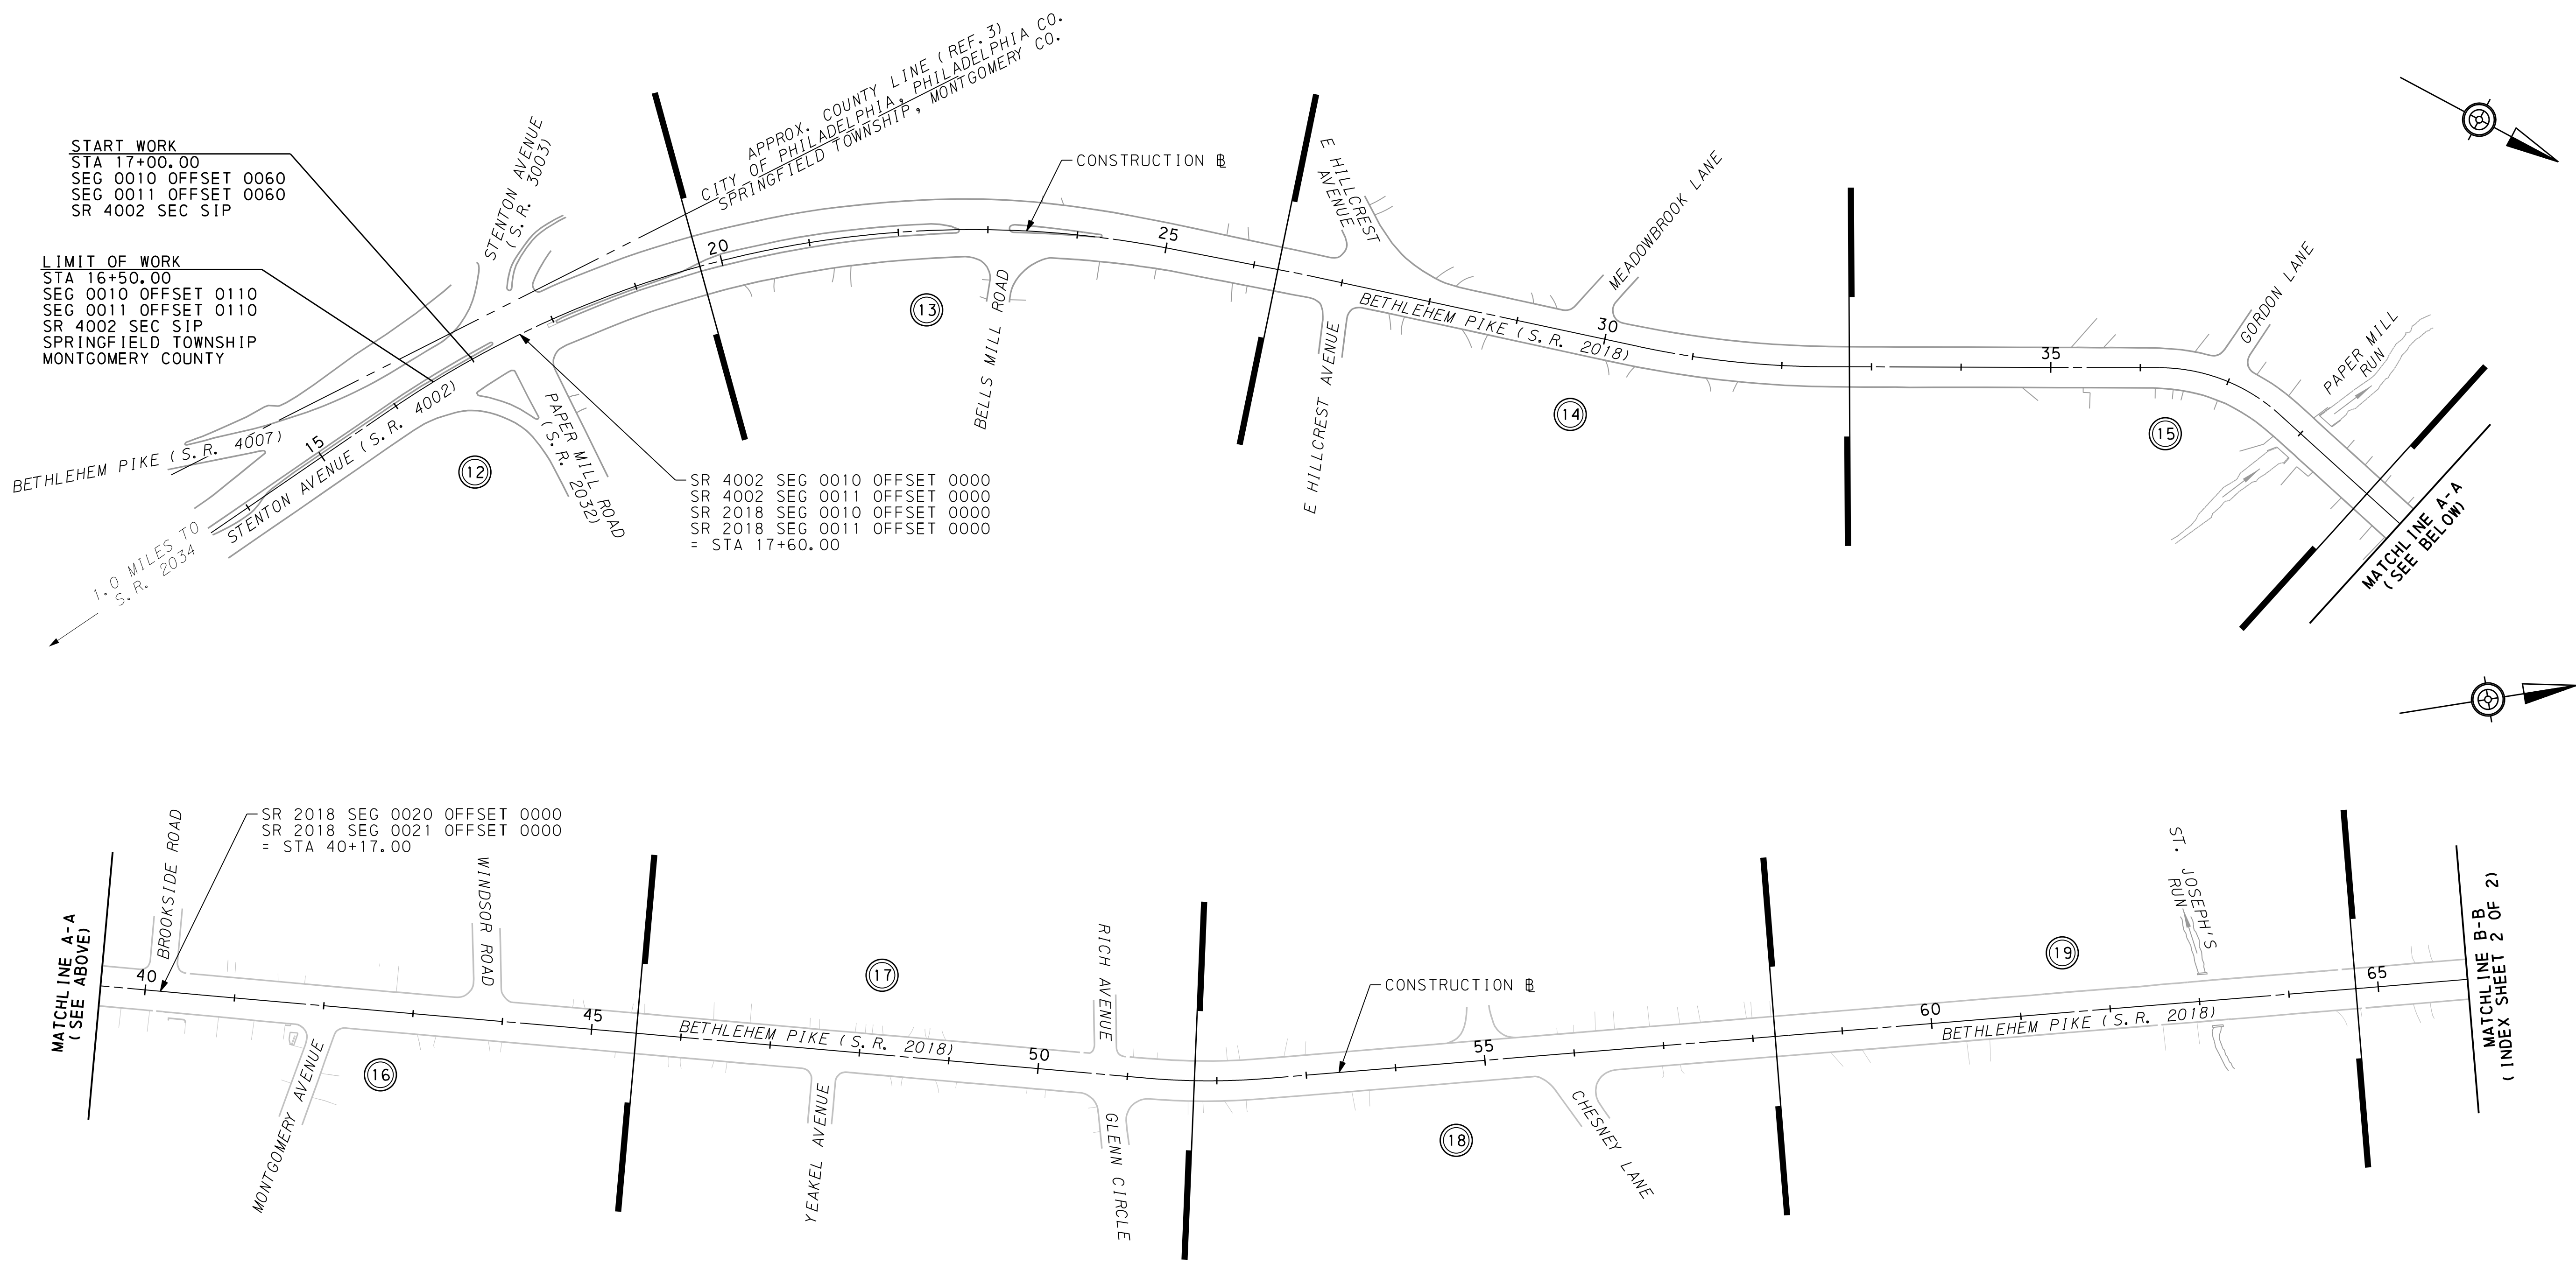 START WORK
STA 17+00.00
SEG 0010 OFFSET 0060
SEG 0011 OFFSET 0060
SR 4002 SEC SIP
LIMIT OF WORK
STA 16+50.00
SEG 0010 OFFSET 0110
SEG 0011 OFFSET 0110
SR 4002 SEC SIP
SPRINGFIELD TOWNSHIP
MONTGOMERY COUNTY
STENTON AVENUE
(S.R. 3003)
APPROX. COUNTY LINE (REF.3)
CITY OF PHILADELPHIA, PHILADELPHIA CO.
SPRINGFIELD TOWNSHIP, MONTGOMERY CO.
CONSTRUCTION BL
E HILLCREST
AVENUE
MEADOWBROOK LANE
GORDON LANE
PAPER MILL
RUN
BETHLEHEM PIKE (S.R. 4007)
15
STENTON AVENUE (S.R. 4002)
1.0 MILES TO
S.R. 2034
12
PAPER MILL ROAD
(S.R. 2032)
20
13
BELLS MILL ROAD
25
SR 4002 SEG 0010 OFFSET 0000
SR 4002 SEG 0011 OFFSET 0000
SR 2018 SEG 0010 OFFSET 0000
SR 2018 SEG 0011 OFFSET 0000
= STA 17+60.00
E HILLCREST AVENUE
BETHLEHEM PIKE (S.R. 2018)
30
14
35
15
MATCHLINE A-A
(SEE BELOW)
MATCHLINE A-A
(SEE ABOVE)
BROOKSIDE ROAD
SR 2018 SEG 0020 OFFSET 0000
SR 2018 SEG 0021 OFFSET 0000
= STA 40+17.00
40
WINDSOR ROAD
MONTGOMERY AVENUE
16
45
17
BETHLEHEM PIKE (S.R. 2018)
YEAKEL AVENUE
50
RICH AVENUE
GLENN CIRCLE
CONSTRUCTION BL
55
18
CHESNEY LANE
60
19
BETHLEHEM PIKE (S.R. 2018)
ST. JOSEPH'S
RUN
65
MATCHLINE B-B
(INDEX SHEET 2 OF 2)